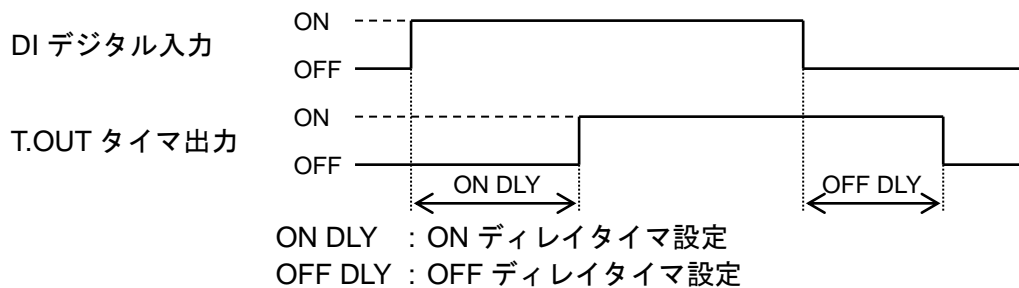 ON
DI デジタル入力
OFF
ON
T.OUT タイマ出力
OFF
ON DLY
OFF DLY
ON DLY : ON ディレイタイマ設定
OFF DLY : OFF ディレイタイマ設定